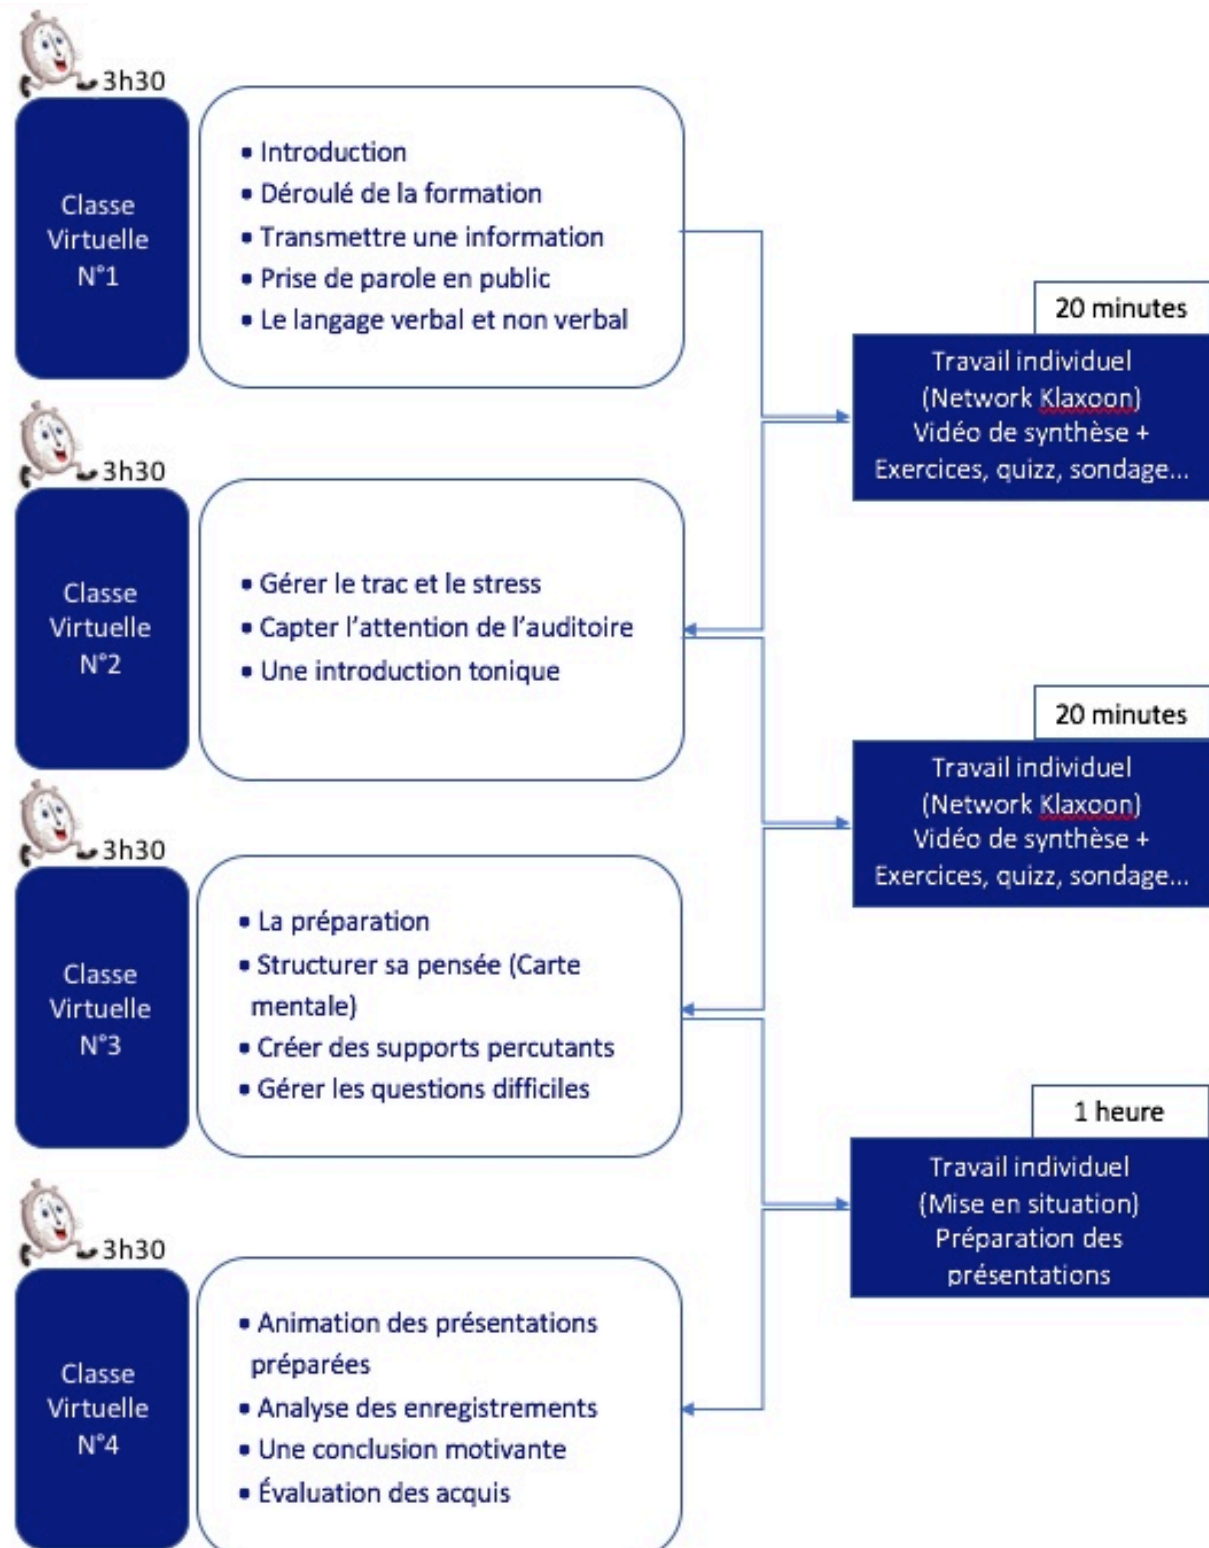 3h30
Classe
Virtuelle
N°1
• Introduction
• Déroulé de la formation
• Transmettre une information
• Prise de parole en public
• Le langage verbal et non verbal
20 minutes
Travail individuel
(Network Klaxoon)
Vidéo de synthèse +
Exercices, quizz, sondage...
3h30
Classe
Virtuelle
N°2
• Gérer le trac et le stress
• Capter l'attention de l'auditoire
• Une introduction tonique
20 minutes
Travail individuel
(Network Klaxoon)
Vidéo de synthèse +
Exercices, quizz, sondage...
3h30
Classe
Virtuelle
N°3
• La préparation
• Structurer sa pensée (Carte
mentale)
• Créer des supports percutants
• Gérer les questions difficiles
1 heure
Travail individuel
(Mise en situation)
Préparation des
présentations
3h30
Classe
Virtuelle
N°4
• Animation des présentations
préparées
• Analyse des enregistrements
• Une conclusion motivante
• Évaluation des acquis